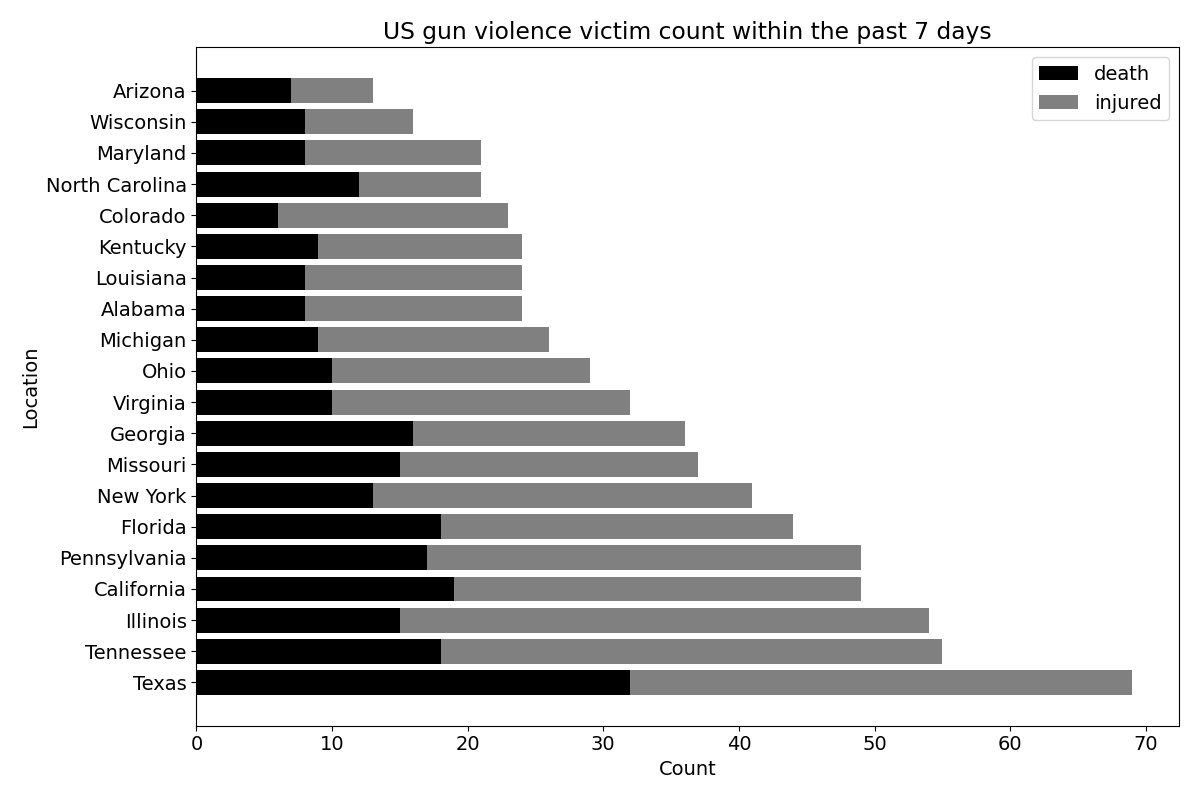 US gun violence victim count within the past 7 days
death
injured
Location
Arizona
Wisconsin
Maryland
North Carolina
Colorado
Kentucky
Louisiana
Alabama
Michigan
Ohio
Virginia
Georgia
Missouri
New York
Florida
Pennsylvania
California
Illinois
Tennessee
Texas
0 10 20 30 40 50 60 70
Count